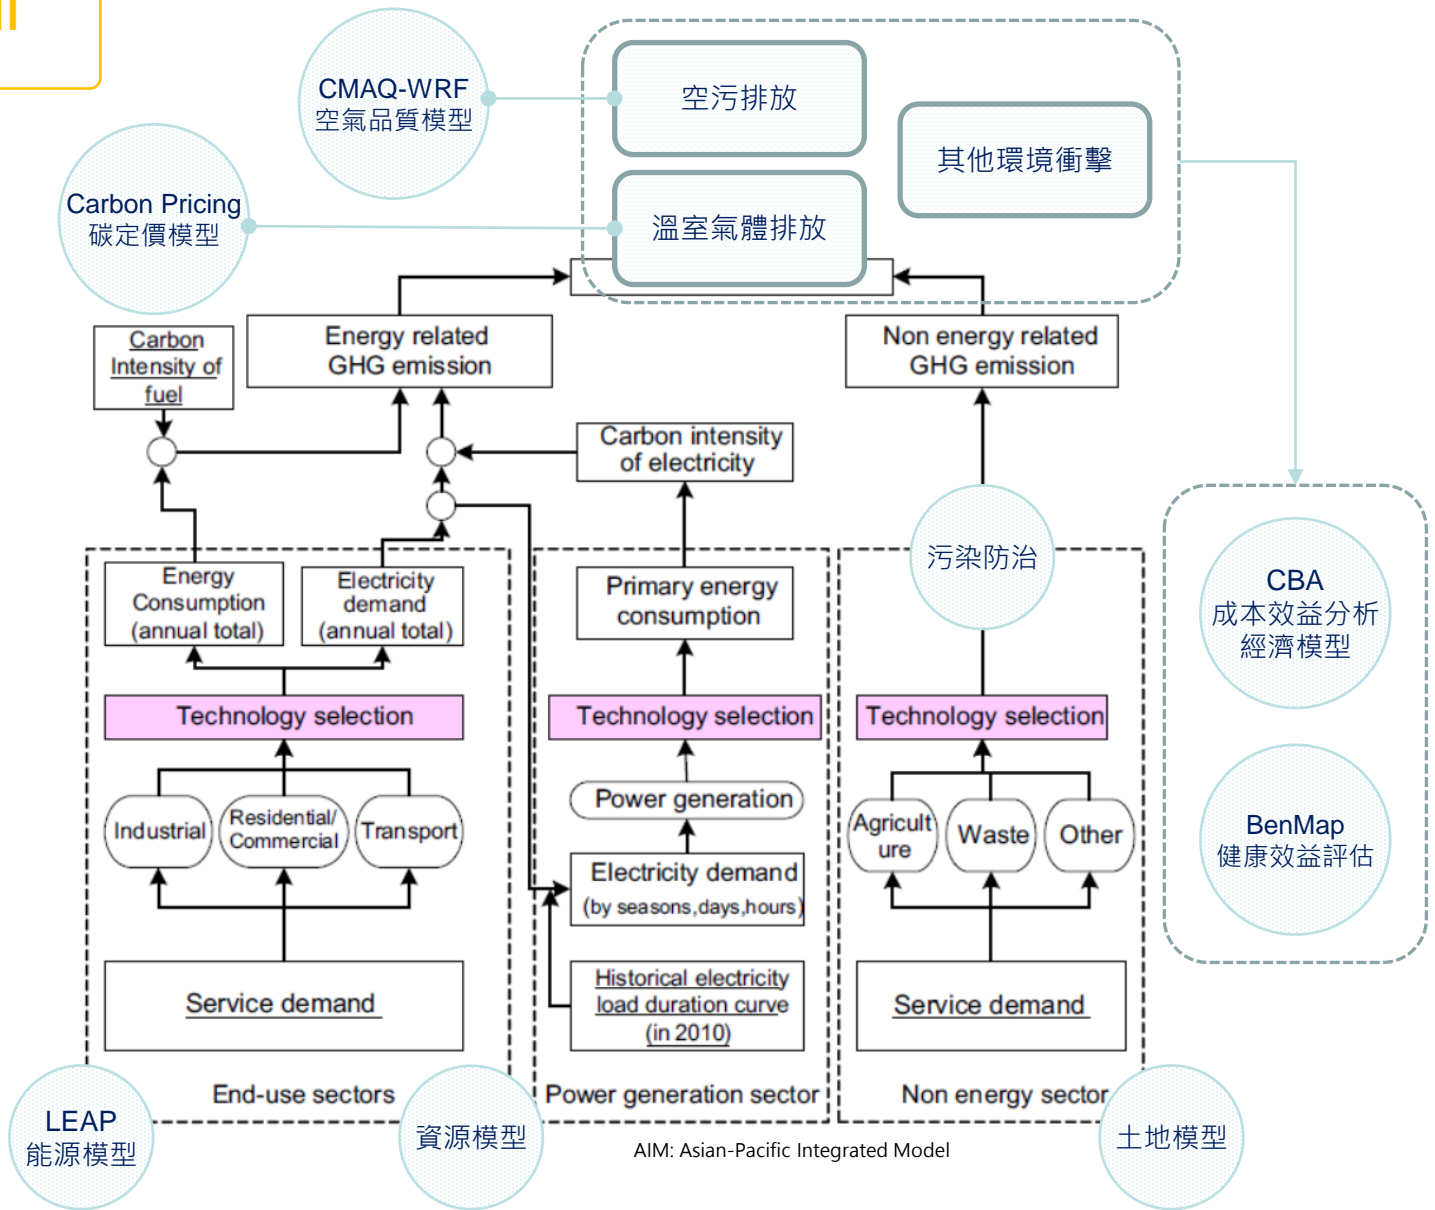 CMAQ-WRF
空氣品質模型
空污排放
其他環境衝擊
Carbon Pricing
碳定價模型
溫室氣體排放
Carbon
Intensity of
fuel
Energy related
GHG emission
Non energy related
GHG emission
Carbon intensity
of electricity
污染防治
Energy
Consumption
(annual total)
Electricity
demand
(annual total)
Primary energy
consumption
CBA
成本效益分析
經濟模型
Technology selection
Technology selection
Technology selection
Industrial
Residential/
Commercial
Transport
Power generation
Agricult
ure
Waste
Other
BenMap
健康效益評估
Electricity demand
(by seasons,days,hours)
Service demand
Historical electricity
load duration curve
(in 2010)
Service demand
End-use sectors
Power generation sector
Non energy sector
LEAP
能源模型
資源模型
土地模型
AIM: Asian-Pacific Integrated Model